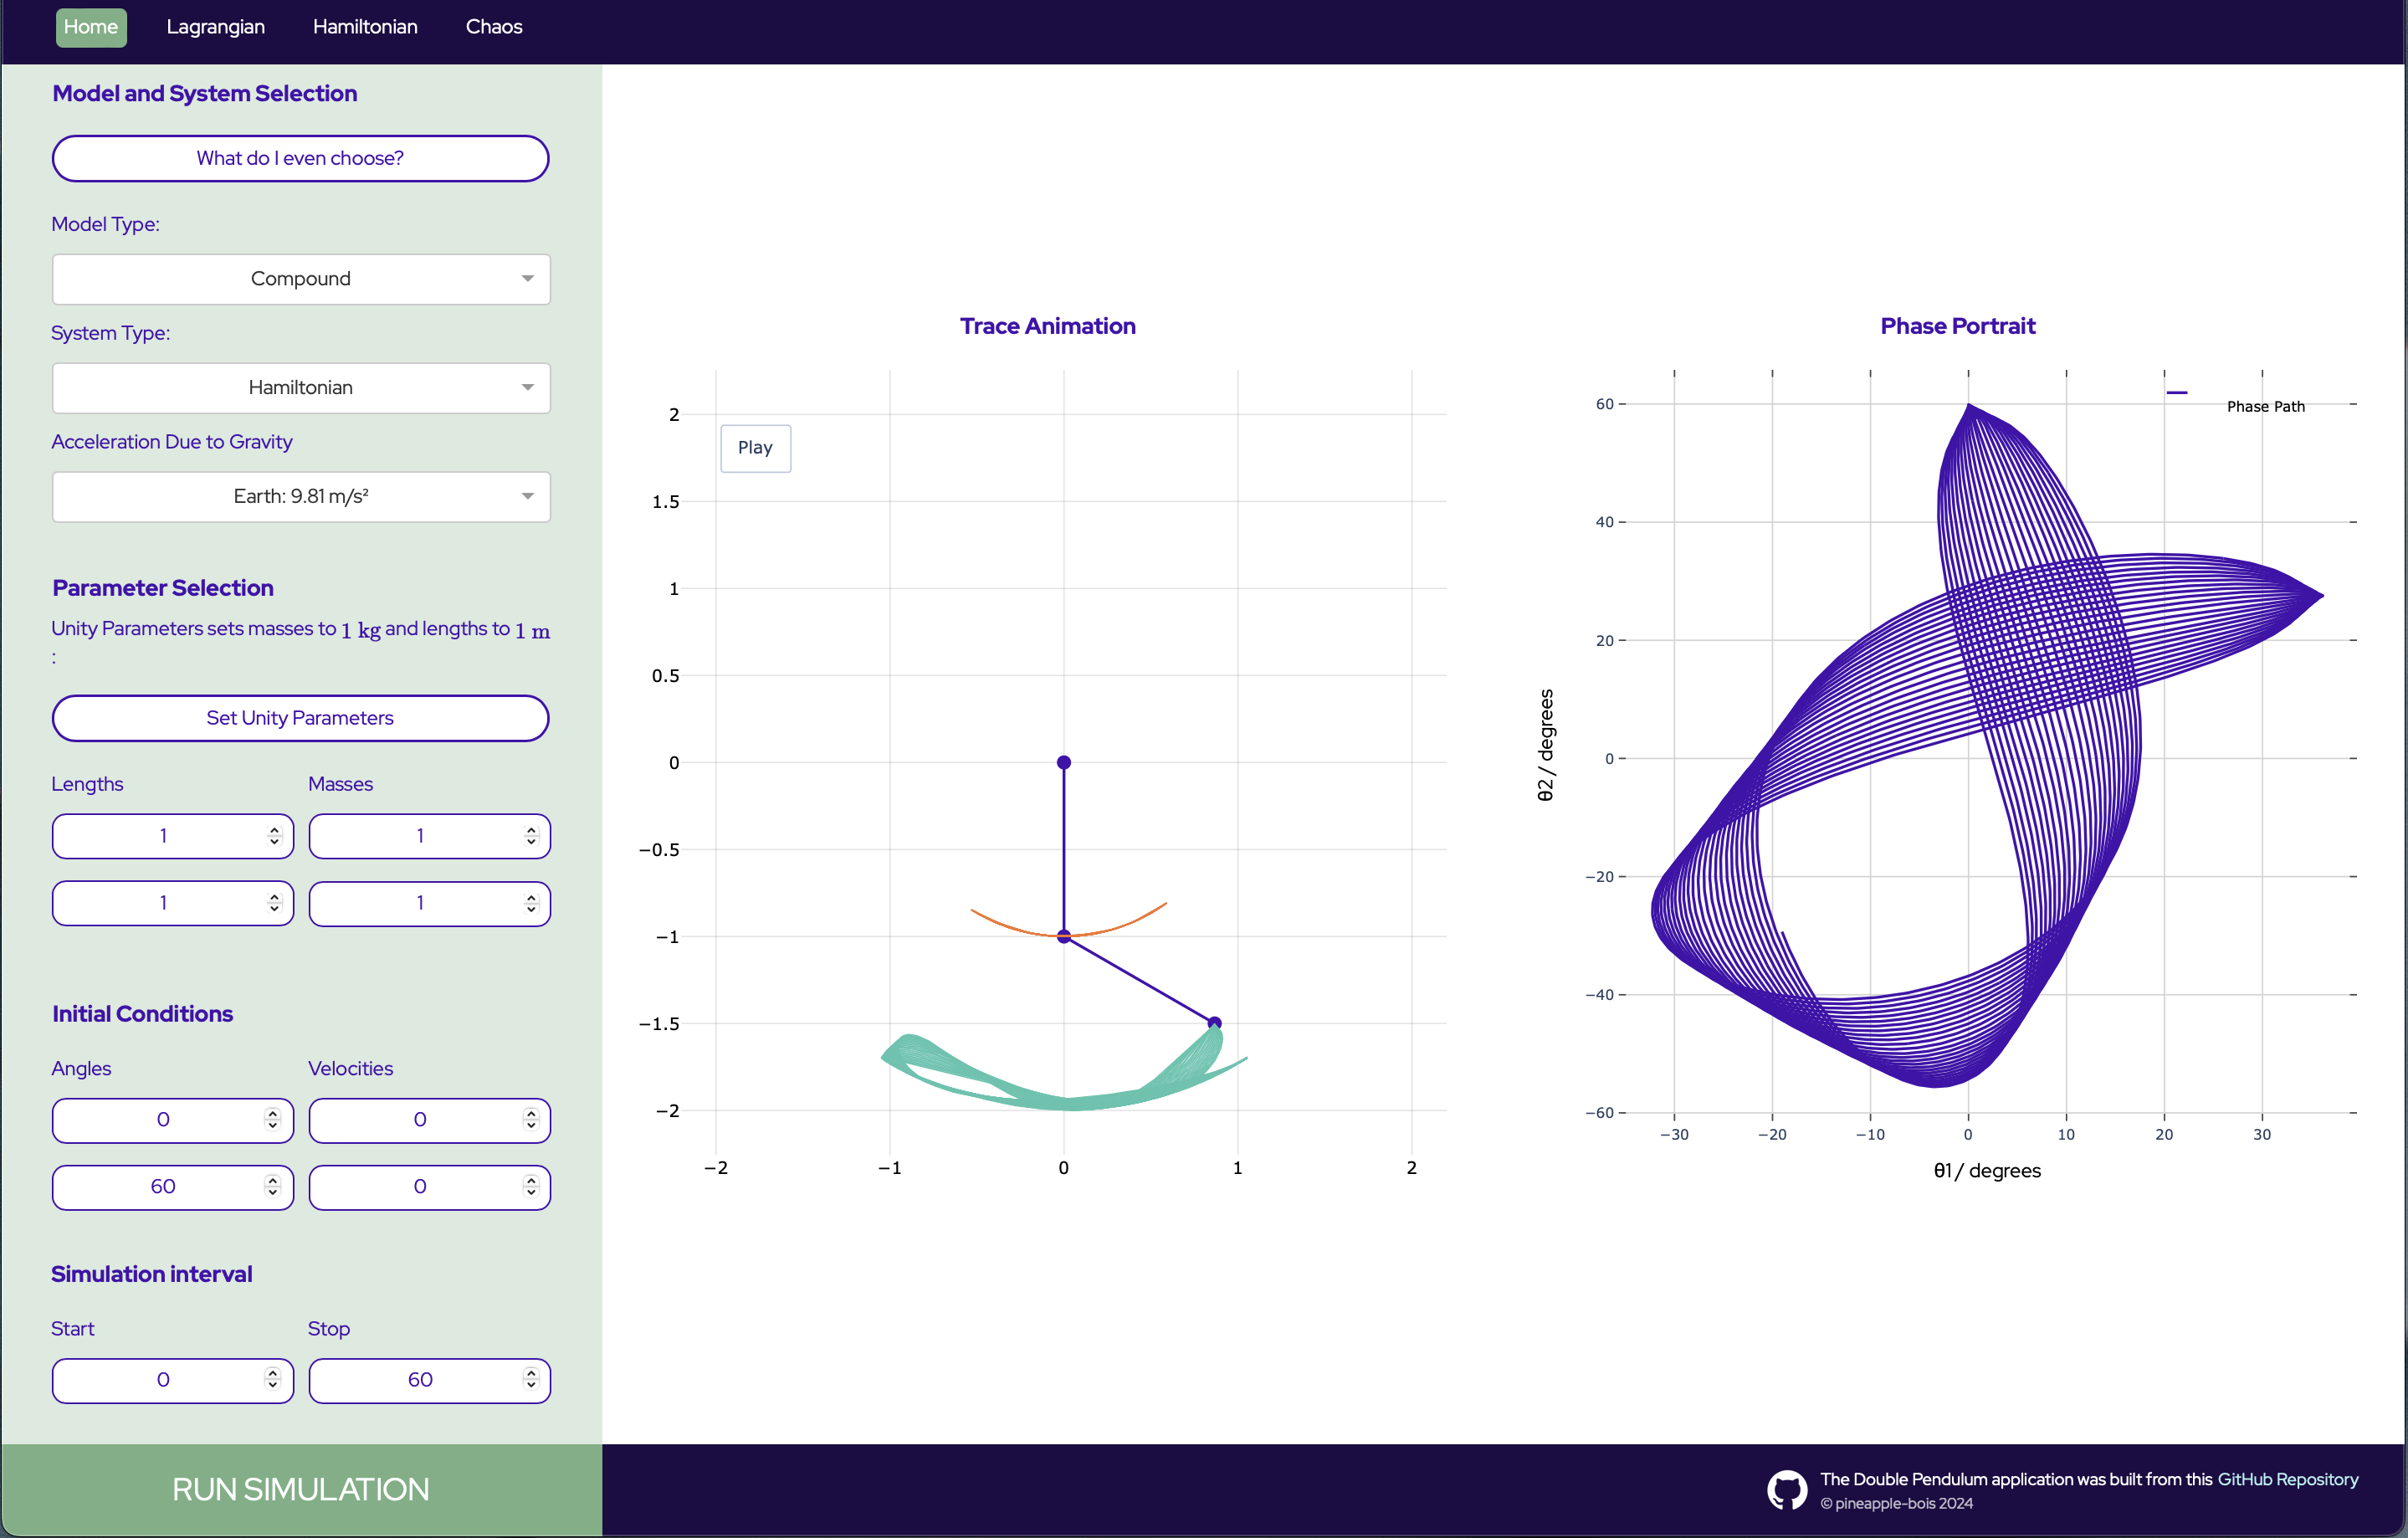 Home Lagrangian Hamiltonian Chaos
Model and System Selection
What do I even choose?
Model Type:
Compound
System Type:
Hamiltonian
Acceleration Due to Gravity
Earth: 9.81 m/s²
Parameter Selection
Unity Parameters sets masses to 1 kg and lengths to 1 m
:
Set Unity Parameters
Lengths Masses
1 1
1 1
Initial Conditions
Angles Velocities
0 0
60 0
Simulation interval
Start Stop
0 60
RUN SIMULATION
Trace Animation
Play
2
1.5
1
0.5
0
−0.5
−1
−1.5
−2
−2 −1 0 1 2
Phase Portrait
Phase Path
60
40
20
0
−20
−40
−60
θ2 / degrees
−30 −20 −10 0 10 20 30
θ1 / degrees
The Double Pendulum application was built from this GitHub Repository
© pineapple-bois 2024